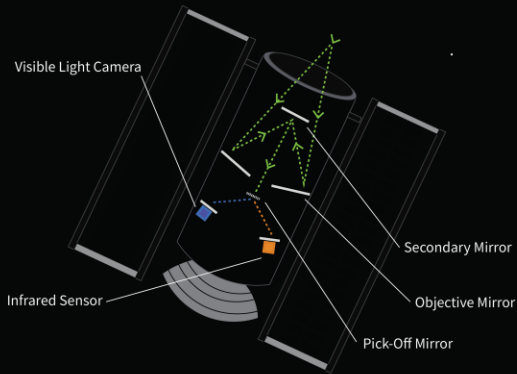 Visible Light Camera
Secondary Mirror
Infrared Sensor
Objective Mirror
Pick-Off Mirror